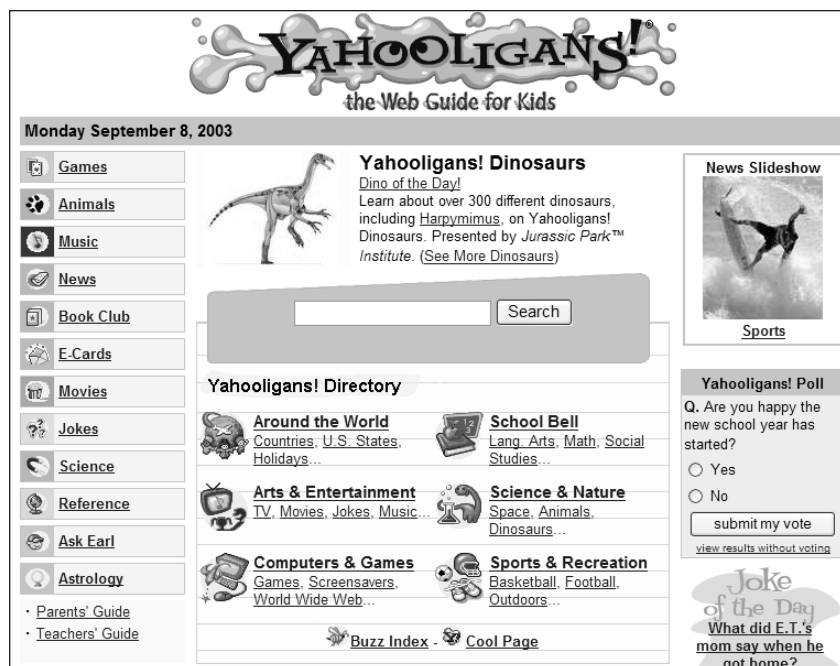 YAHOOLIGANS!®
the Web Guide for Kids
Monday September 8, 2003
Games
Animals
Music
News
Book Club
E-Cards
Movies
Jokes
Science
Reference
Ask Earl
Astrology
· Parents' Guide
· Teachers' Guide
Yahooligans! Dinosaurs
Dino of the Day!
Learn about over 300 different dinosaurs,
including Harpymimus, on Yahooligans!
Dinosaurs. Presented by Jurassic Park™
Institute. (See More Dinosaurs)
Search
Yahooligans! Directory
Around the World
Countries, U.S. States,
Holidays...
School Bell
Lang. Arts, Math, Social
Studies...
Arts & Entertainment
TV, Movies, Jokes, Music...
Science & Nature
Space, Animals,
Dinosaurs...
Computers & Games
Games, Screensavers,
World Wide Web...
Sports & Recreation
Basketball, Football,
Outdoors...
Buzz Index - Cool Page
News Slideshow
Sports
Yahooligans! Poll
Q. Are you happy the
new school year has
started?
Yes
No
submit my vote
view results without voting
Joke
of the Day
What did E.T.'s
mom say when he
got home?